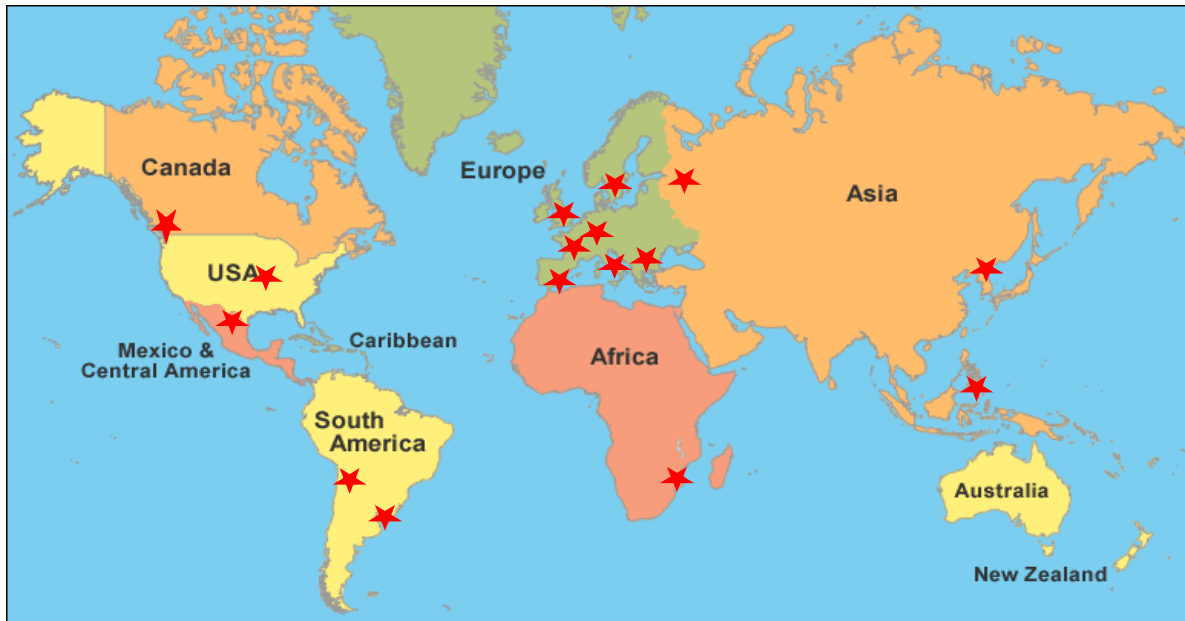 Canada
Europe
Asia
USA
Caribbean
Mexico &
Central America
Africa
South
America
Australia
New Zealand